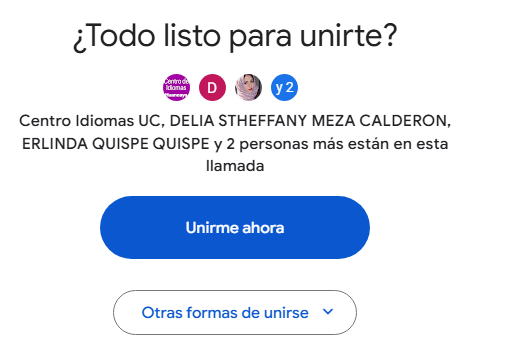 ¿Todo listo para unirte?
Centro de
Idiomas
D
y 2
Centro Idiomas UC, DELIA STHEFFANY MEZA CALDERON,
ERLINDA QUISPE QUISPE y 2 personas más están en esta
llamada
Unirme ahora
Otras formas de unirse